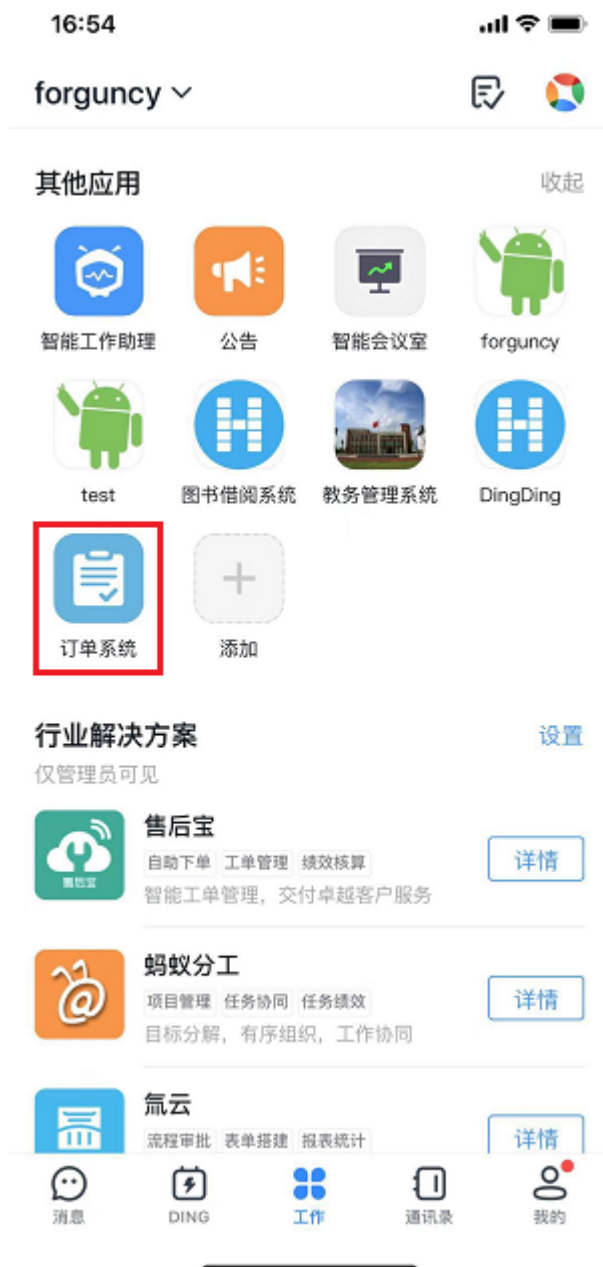 16:54
forguncy
其他应用 收起
智能工作助理 公告 智能会议室 forguncy
test 图书借阅系统 教务管理系统 DingDing
订单系统 添加
行业解决方案 设置
仅管理员可见
售后宝
自助下单 工单管理 绩效核算 详情
售后宝
智能工单管理，交付卓越客户服务
蚂蚁分工
项目管理 任务协同 任务绩效 详情
目标分解，有序组织，工作协同
氚云
流程审批 表单搭建 报表统计 详情
消息 DING 工作 通讯录 我的